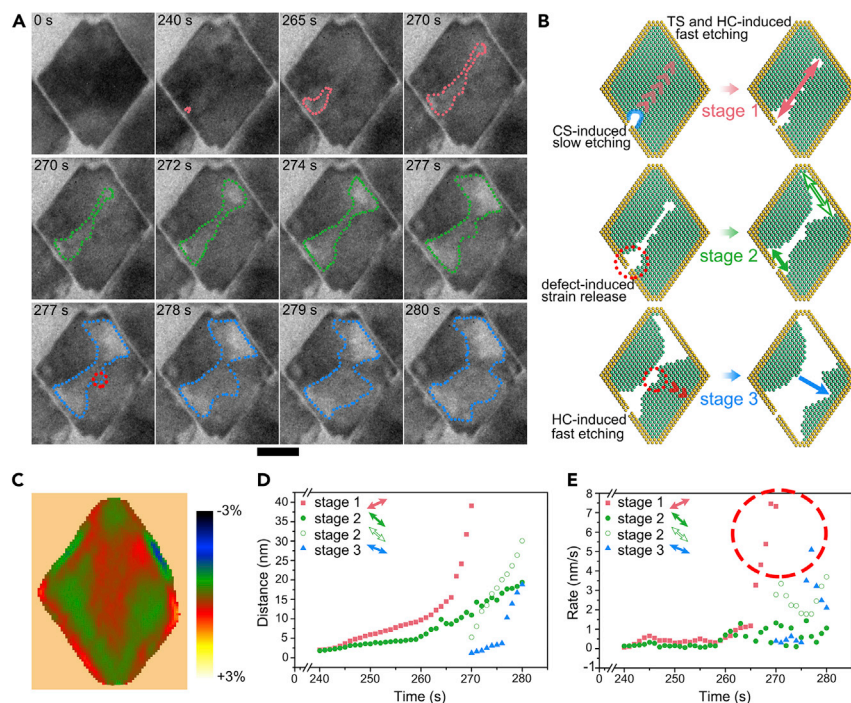 A
0 s
240 s
265 s
270 s
270 s
272 s
274 s
277 s
277 s
278 s
279 s
280 s
B
TS and HC-induced
fast etching
stage 1
CS-induced
slow etching
stage 2
defect-induced
strain release
stage 3
HC-induced
fast etching
C
-3%
+3%
D
stage 1
stage 2
stage 2
stage 3
Distance (nm)
40
35
30
25
20
15
10
5
0
240
250
260
270
280
Time (s)
E
stage 1
stage 2
stage 2
stage 3
Rate (nm/s)
8
7
6
5
4
3
2
1
0
-1
240
250
260
270
280
Time (s)